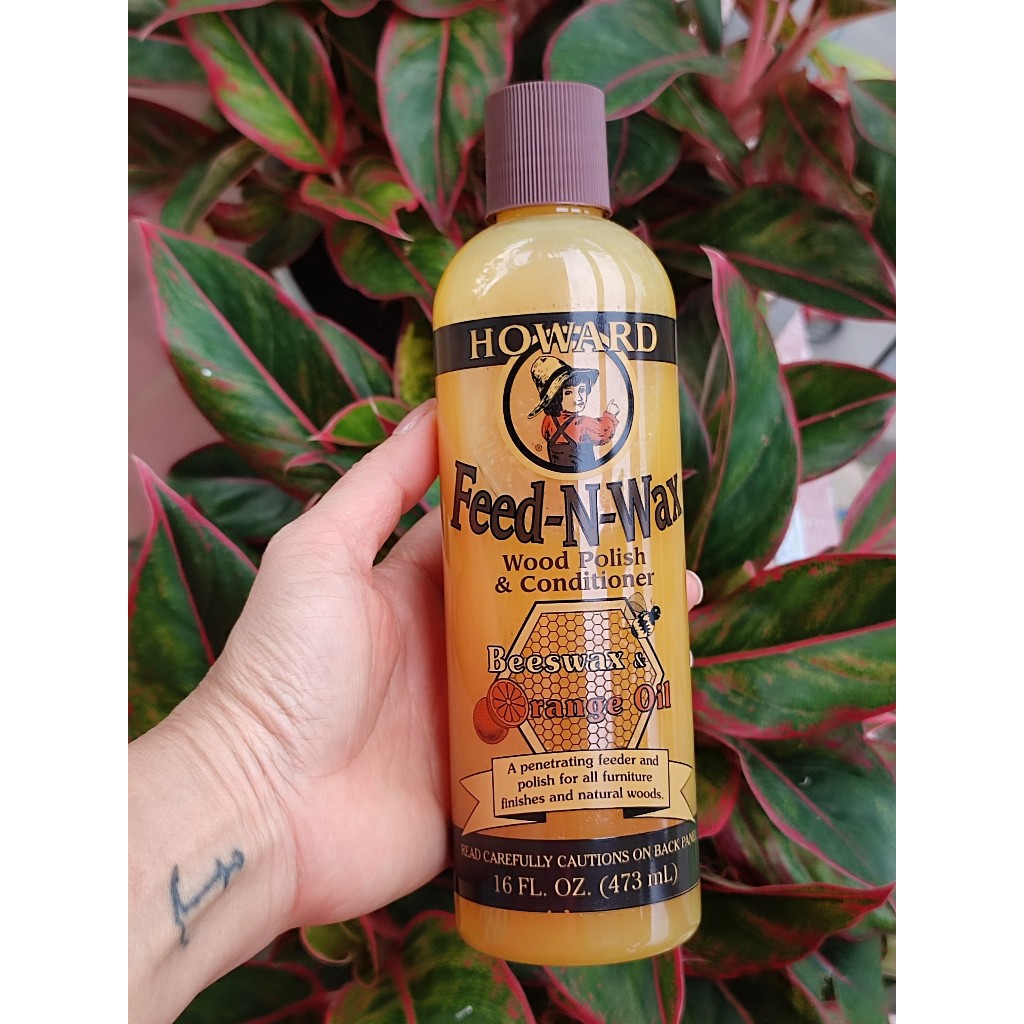 HOWARD
®
Feed-N-Wax
Wood Polish
& Conditioner
Beeswax &
Orange Oil
A penetrating feeder and
polish for all furniture
finishes and natural woods.
READ CAREFULLY CAUTIONS ON BACK PANEL
16 FL. OZ. (473 mL)